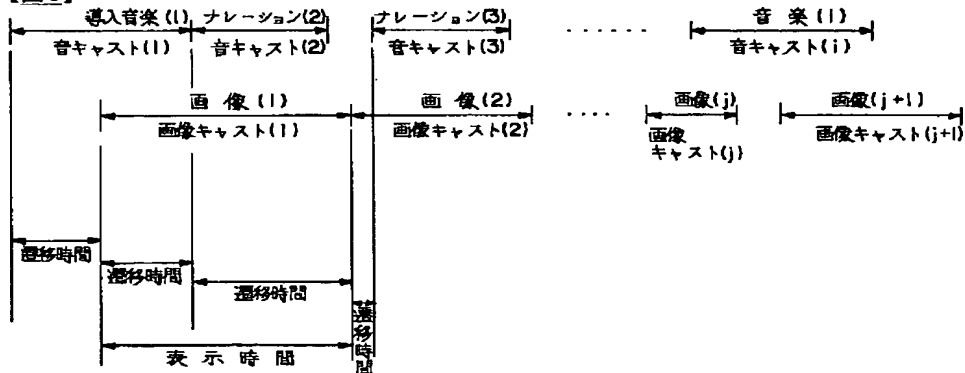 導入音楽(1) ナレーション(2) ナレーション(3) 音楽(1)
音キャスト(1) 音キャスト(2) 音キャスト(3) ······ 音キャスト(i)
画像(1) 画像(2) 画像(j) 画像(j+1)
画像キャスト(1) 画像キャスト(2) ···· 画像キャスト(j) 画像キャスト(j+1)
遷移時間
遷移時間
遷移時間
遷移時間
表示時間